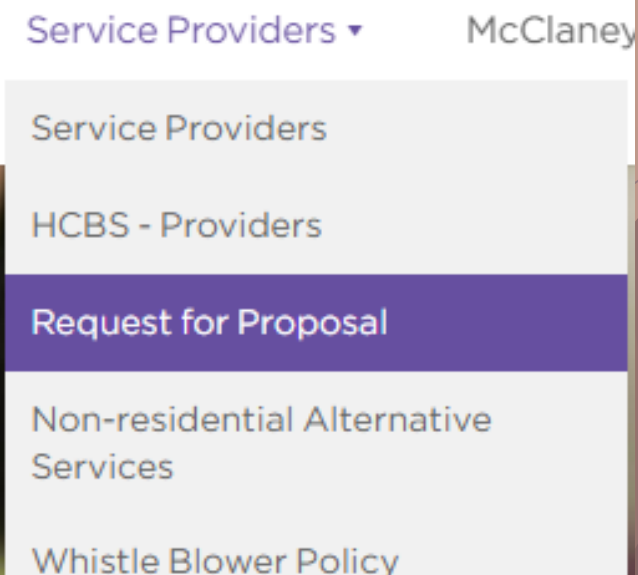 Service Providers ▾ McClaney
Service Providers
HCBS - Providers
Request for Proposal
Non-residential Alternative
Services
Whistle Blower Policy